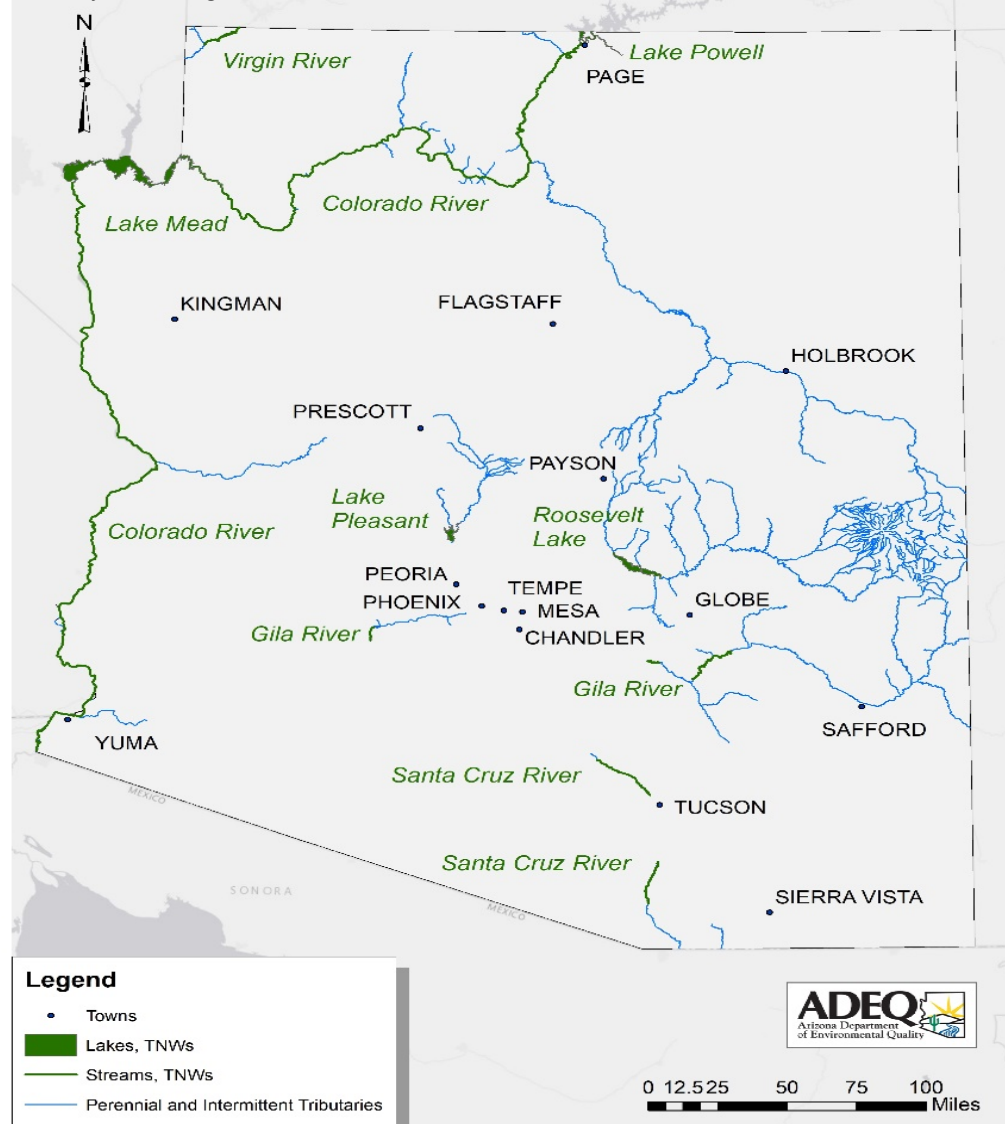 N
Virgin River
Lake Powell
PAGE
Colorado River
Lake Mead
KINGMAN
FLAGSTAFF
HOLBROOK
PRESCOTT
PAYSON
Lake
Pleasant
Roosevelt
Lake
Colorado River
PEORIA
TEMPE
PHOENIX
MESA
GLOBE
CHANDLER
Gila River
Gila River
SAFFORD
YUMA
Santa Cruz River
TUCSON
MEXICO
Santa Cruz River
SONORA
SIERRA VISTA
MEXICO
Legend
Towns
Lakes, TNWs
Streams, TNWs
Perennial and Intermittent Tributaries
ADEQ
Arizona Department
of Environmental Quality
0 12.5 25 50 75 100
Miles